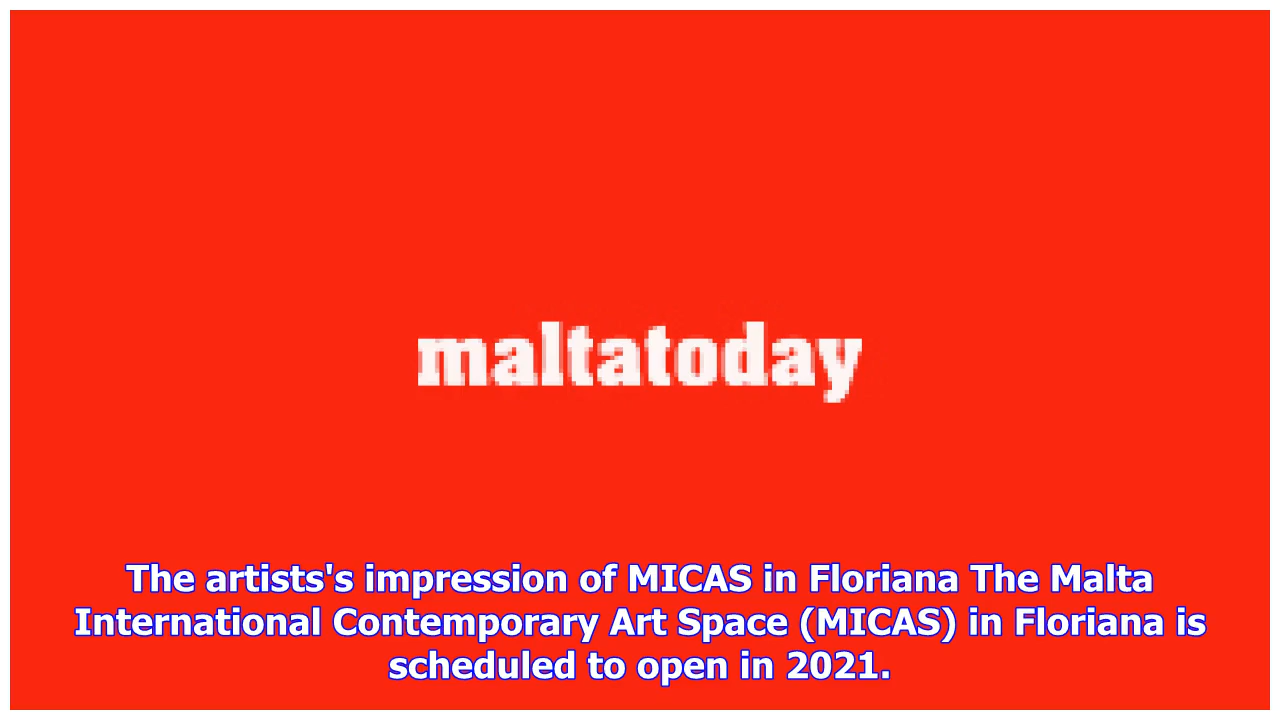 maltatoday
The artists's impression of MICAS in Floriana The Malta
International Contemporary Art Space (MICAS) in Floriana is
scheduled to open in 2021.